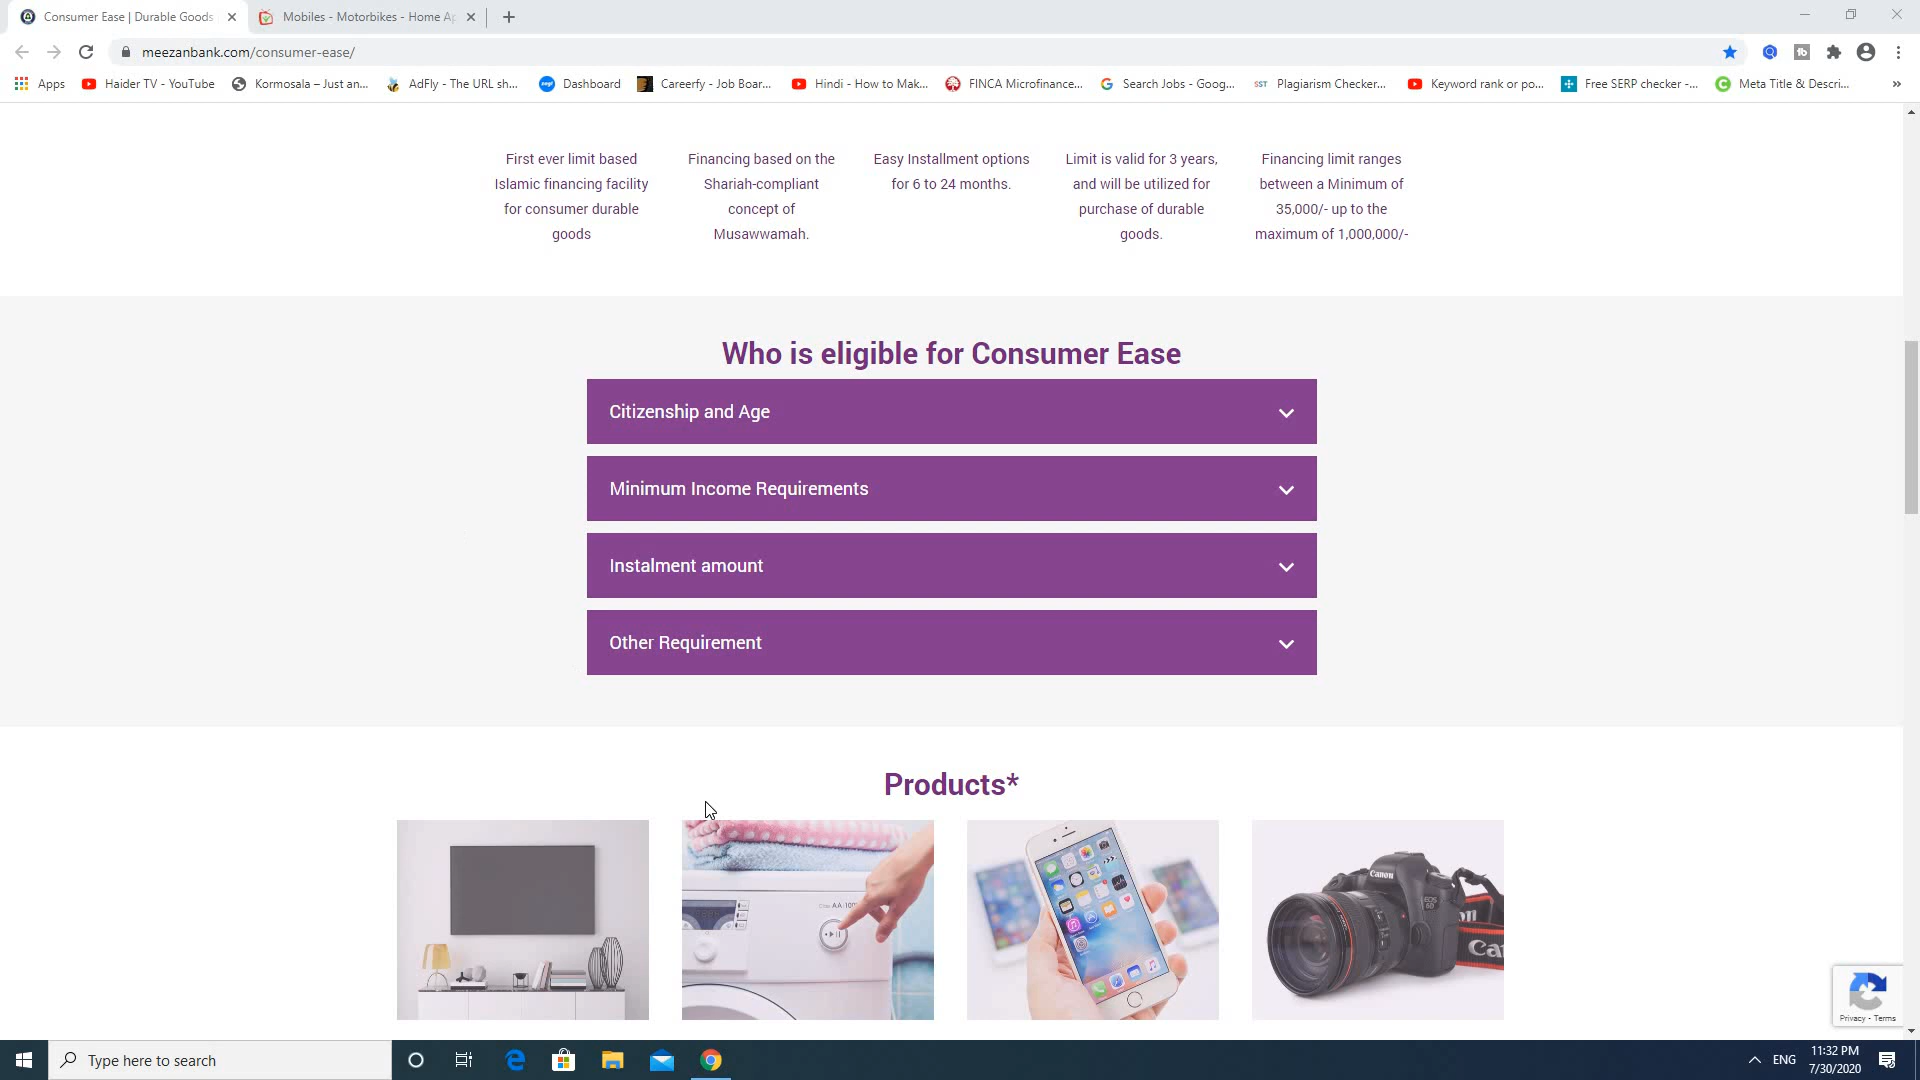 Consumer Ease | Durable Goods
Mobiles - Motorbikes - Home Ap
meezanbank.com/consumer-ease/
Apps
Haider TV - YouTube
Kormosala – Just an...
AdFly - The URL sh...
Dashboard
Careerfy - Job Boar...
Hindi - How to Mak...
FINCA Microfinance...
Search Jobs - Goog...
SST
Plagiarism Checker...
Keyword rank or po...
Free SERP checker -...
Meta Title & Descri...
»
First ever limit based
Islamic financing facility
for consumer durable
goods
Financing based on the
Shariah-compliant
concept of
Musawwamah.
Easy Installment options
for 6 to 24 months.
Limit is valid for 3 years,
and will be utilized for
purchase of durable
goods.
Financing limit ranges
between a Minimum of
35,000/- up to the
maximum of 1,000,000/-
Who is eligible for Consumer Ease
Citizenship and Age
Minimum Income Requirements
Instalment amount
Other Requirement
Products*
Canon
EOS
6D
Privacy - Terms
Type here to search
ENG
11:32 PM
7/30/2020